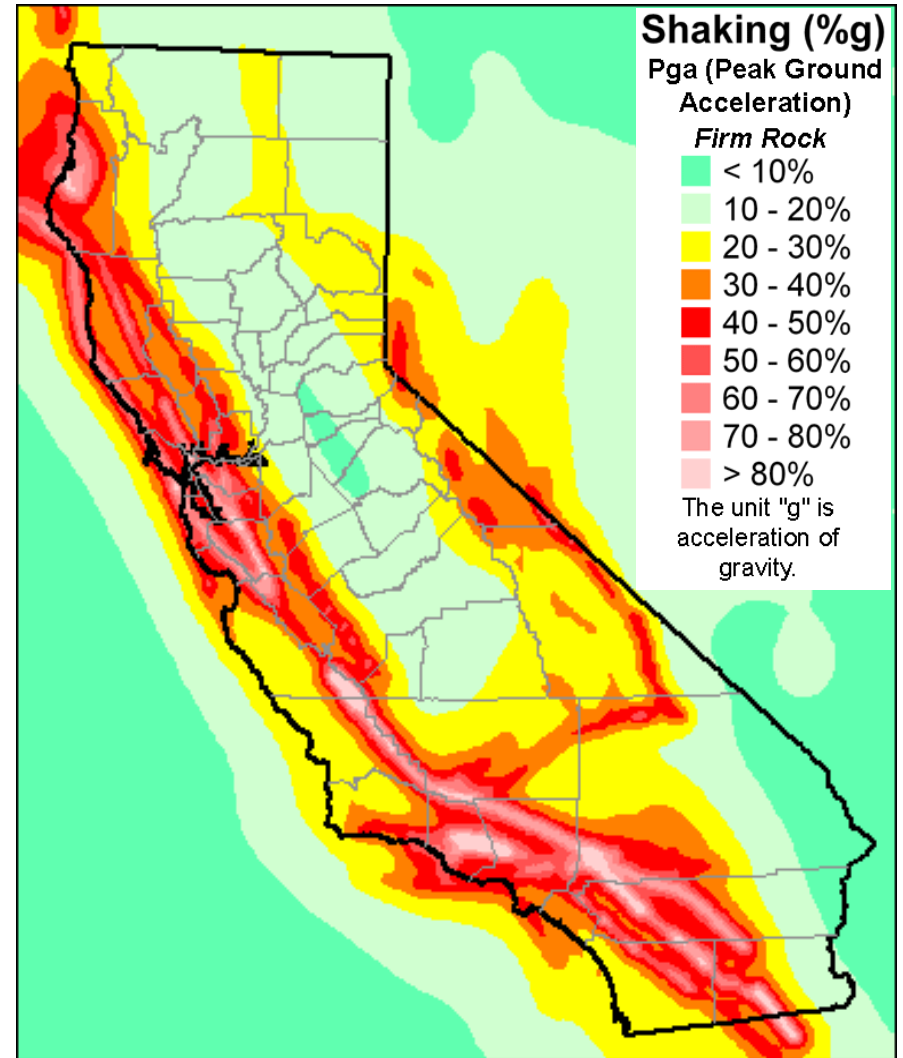 Shaking (%g)
Pga (Peak Ground
Acceleration)
Firm Rock
< 10%
10 - 20%
20 - 30%
30 - 40%
40 - 50%
50 - 60%
60 - 70%
70 - 80%
> 80%
The unit "g" is
acceleration of
gravity.